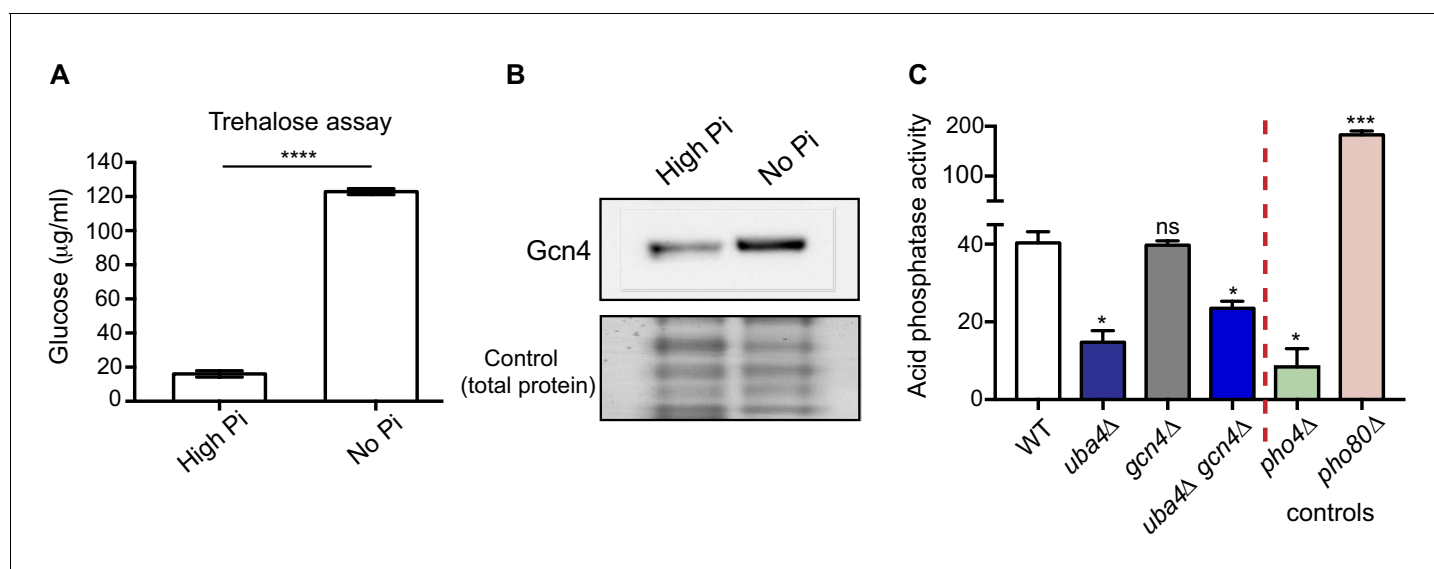 A
Trehalose assay
****
Glucose (μg/ml)
140
120
100
80
60
40
20
0
High Pi
No Pi
B
High Pi
No Pi
Gcn4
Control
(total protein)
C
Acid phosphatase activity
200
100
40
20
0
*
ns
*
*
***
WT
uba4Δ
gcn4Δ
uba4Δ gcn4Δ
pho4Δ
pho80Δ
controls